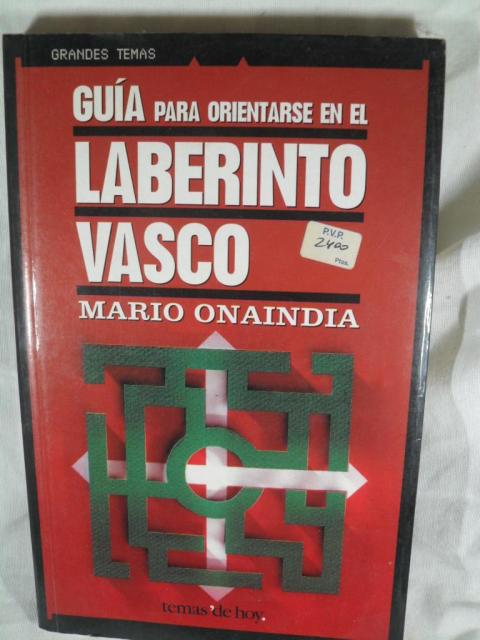 GRANDES TEMAS
GUÍA PARA ORIENTARSE EN EL
LABERINTO
VASCO
P.V.P.
2400
Ptas.
MARIO ONAINDIA
temas de hoy.